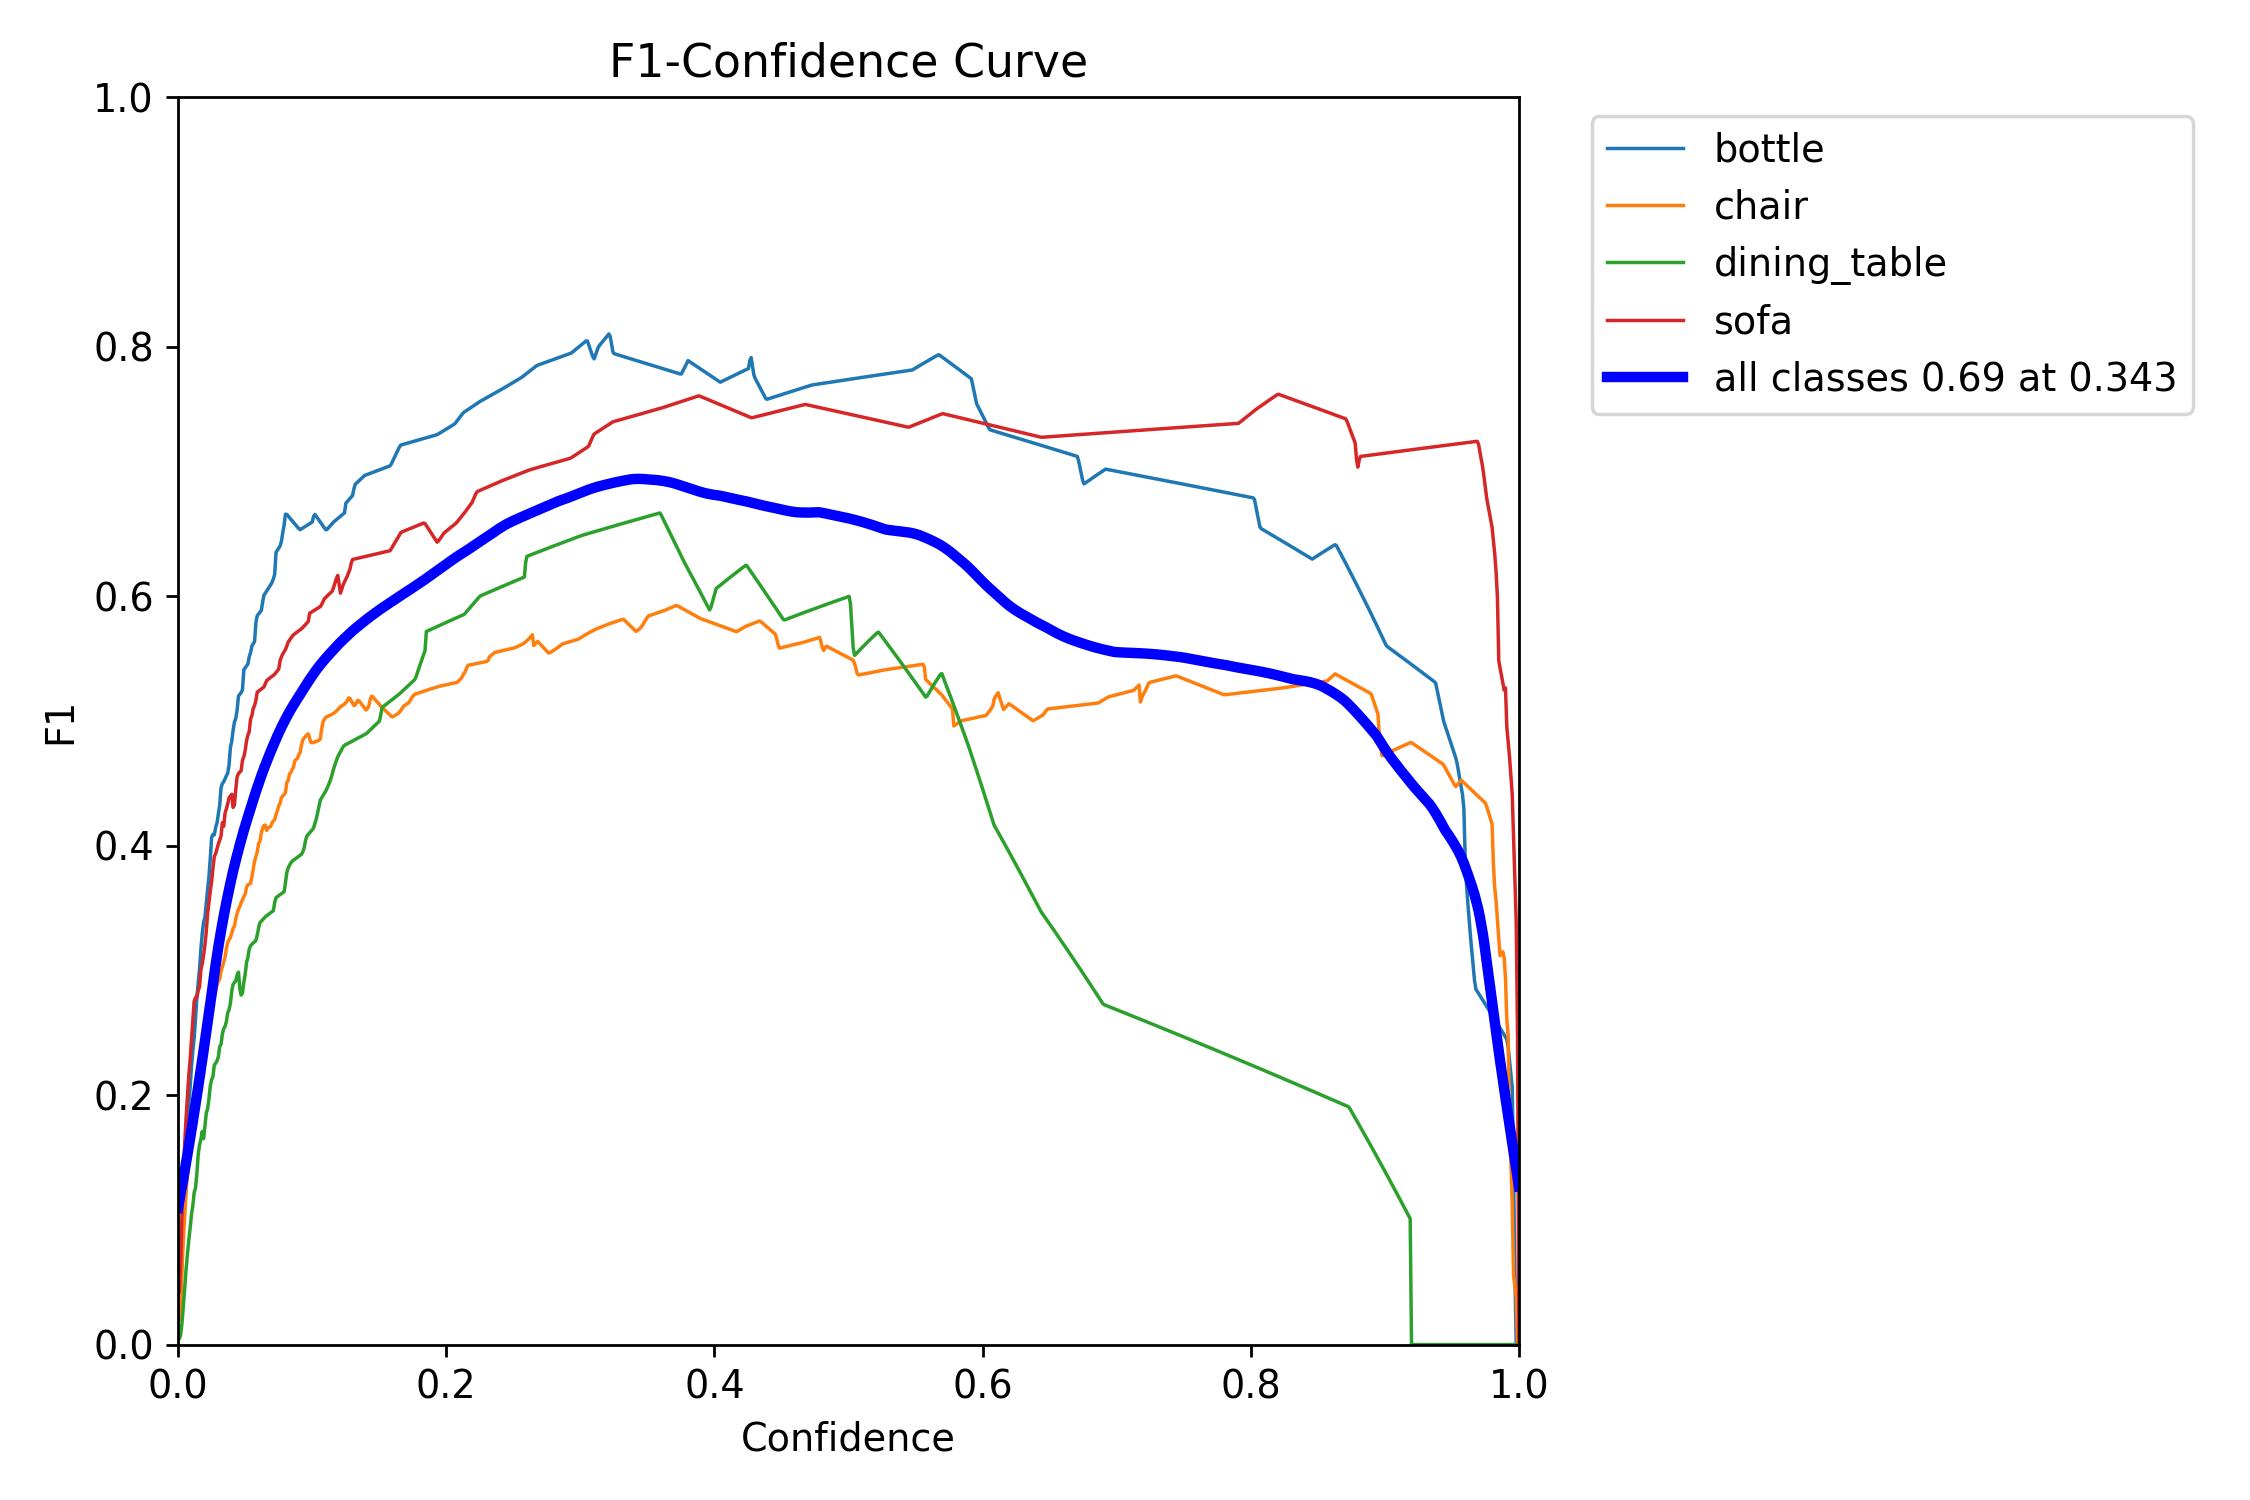 F1-Confidence Curve
1.0
0.8
0.6
0.4
0.2
0.0
F1
0.0 0.2 0.4 0.6 0.8 1.0
Confidence
bottle
chair
dining_table
sofa
all classes 0.69 at 0.343